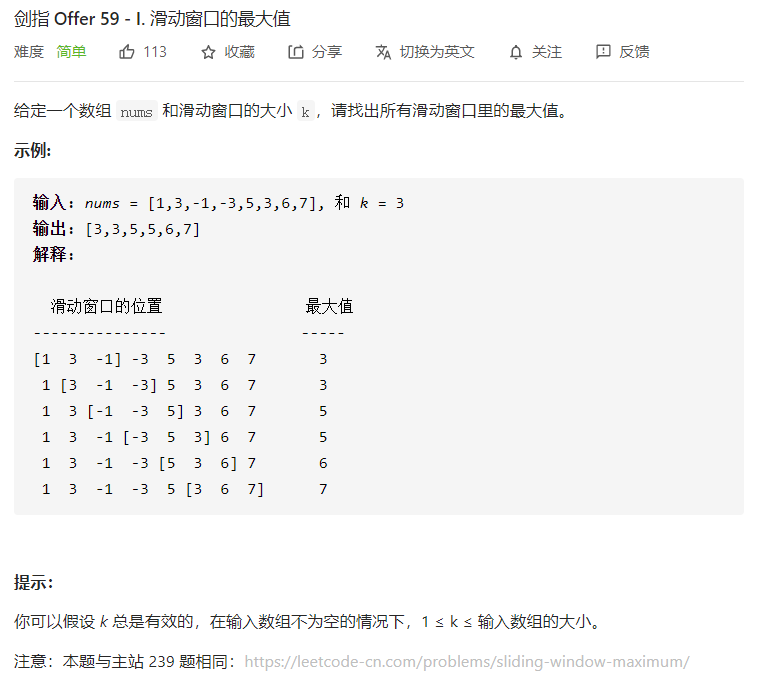 剑指 Offer 59 - I. 滑动窗口的最大值
难度 简单 113 收藏 分享 切换为英文 关注 反馈
给定一个数组 nums 和滑动窗口的大小 k，请找出所有滑动窗口里的最大值。
示例:
输入: nums = [1,3,-1,-3,5,3,6,7], 和 k = 3
输出: [3,3,5,5,6,7]
解释:
滑动窗口的位置 最大值
--------------- -----
[1 3 -1] -3 5 3 6 7 3
1 [3 -1 -3] 5 3 6 7 3
1 3 [-1 -3 5] 3 6 7 5
1 3 -1 [-3 5 3] 6 7 5
1 3 -1 -3 [5 3 6] 7 6
1 3 -1 -3 5 [3 6 7] 7
提示：
你可以假设 k 总是有效的，在输入数组不为空的情况下，1 ≤ k ≤ 输入数组的大小。
注意：本题与主站 239 题相同：https://leetcode-cn.com/problems/sliding-window-maximum/